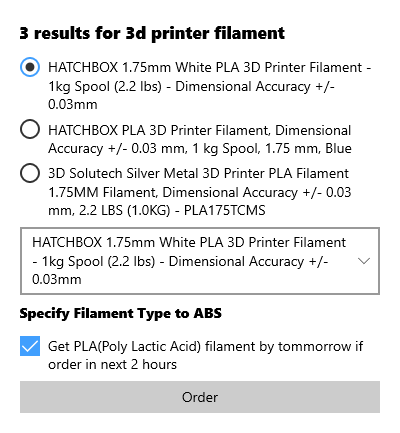 3 results for 3d printer filament
HATCHBOX 1.75mm White PLA 3D Printer Filament -
1kg Spool (2.2 lbs) - Dimensional Accuracy +/-
0.03mm
HATCHBOX PLA 3D Printer Filament, Dimensional
Accuracy +/- 0.03 mm, 1 kg Spool, 1.75 mm, Blue
3D Solutech Silver Metal 3D Printer PLA Filament
1.75MM Filament, Dimensional Accuracy +/- 0.03
mm, 2.2 LBS (1.0KG) - PLA175TCMS
HATCHBOX 1.75mm White PLA 3D Printer Filament
- 1kg Spool (2.2 lbs) - Dimensional Accuracy +/-
0.03mm
Specify Filament Type to ABS
Get PLA(Poly Lactic Acid) filament by tommorrow if
order in next 2 hours
Order